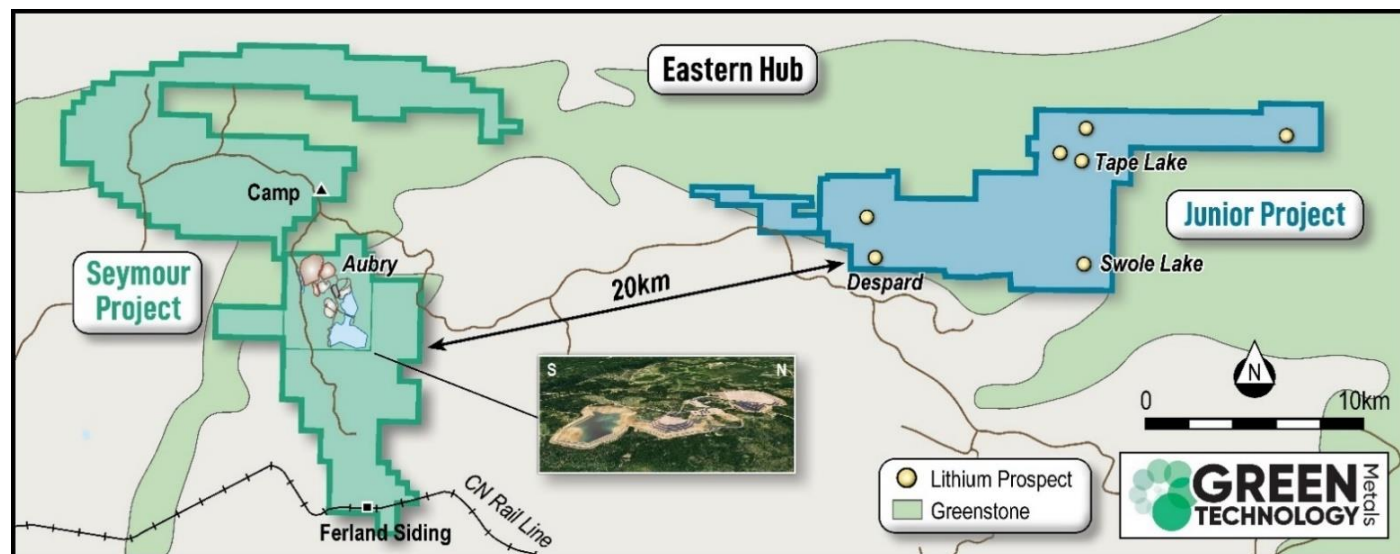 Eastern Hub
Camp
Tape Lake
Junior Project
Seymour
Project
Aubry
Swole Lake
Despard
20km
S
N
N
0
10km
CN Rail Line
Ferland Siding
Lithium Prospect
Greenstone
GREEN
TECHNOLOGY
Metals